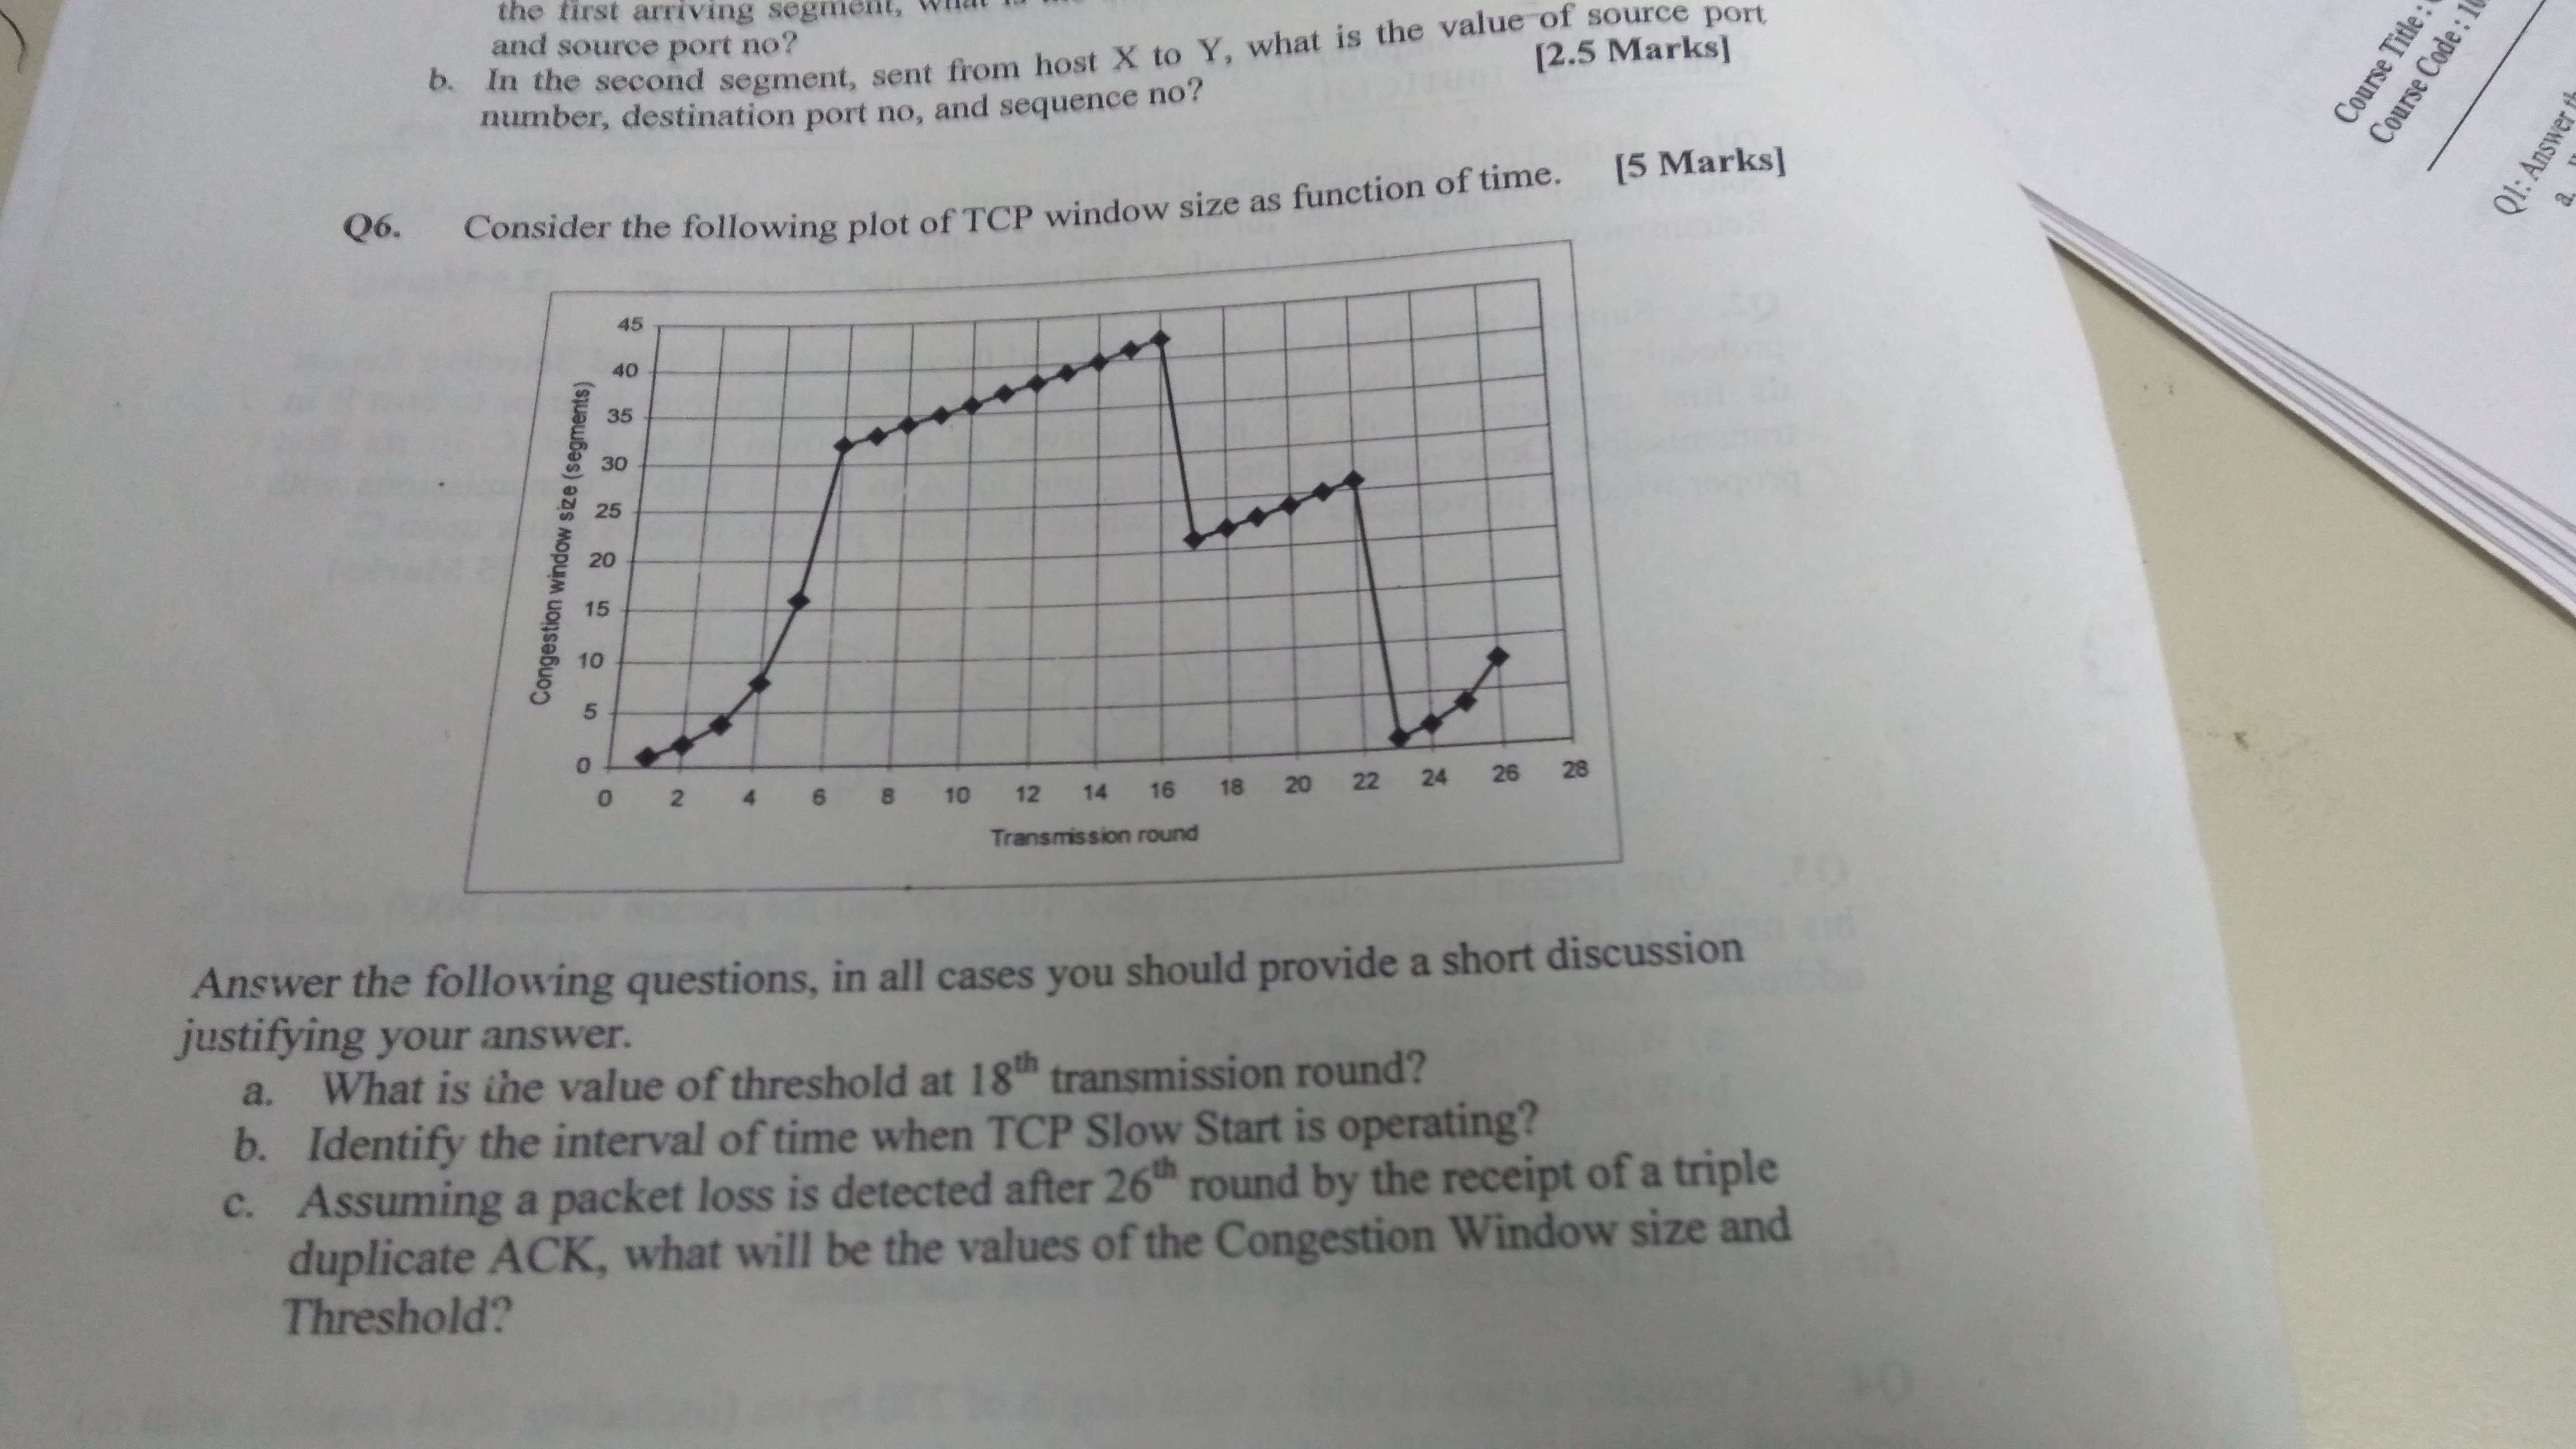 the first arriving segment, what is
and source port no?
b. In the second segment, sent from host X to Y, what is the value of source port
number, destination port no, and sequence no?
[2.5 Marks]
Q6. Consider the following plot of TCP window size as function of time. [5 Marks]
Congestion window size (segments)
45
40
35
30
25
20
15
10
5
0
0 2 4 6 8 10 12 14 16 18 20 22 24 26 28
Transmission round
Answer the following questions, in all cases you should provide a short discussion
justifying your answer.
a. What is the value of threshold at 18th transmission round?
b. Identify the interval of time when TCP Slow Start is operating?
c. Assuming a packet loss is detected after 26th round by the receipt of a triple
duplicate ACK, what will be the values of the Congestion Window size and
Threshold?
Course Title :
Course Code :
Q1: Answer
a.